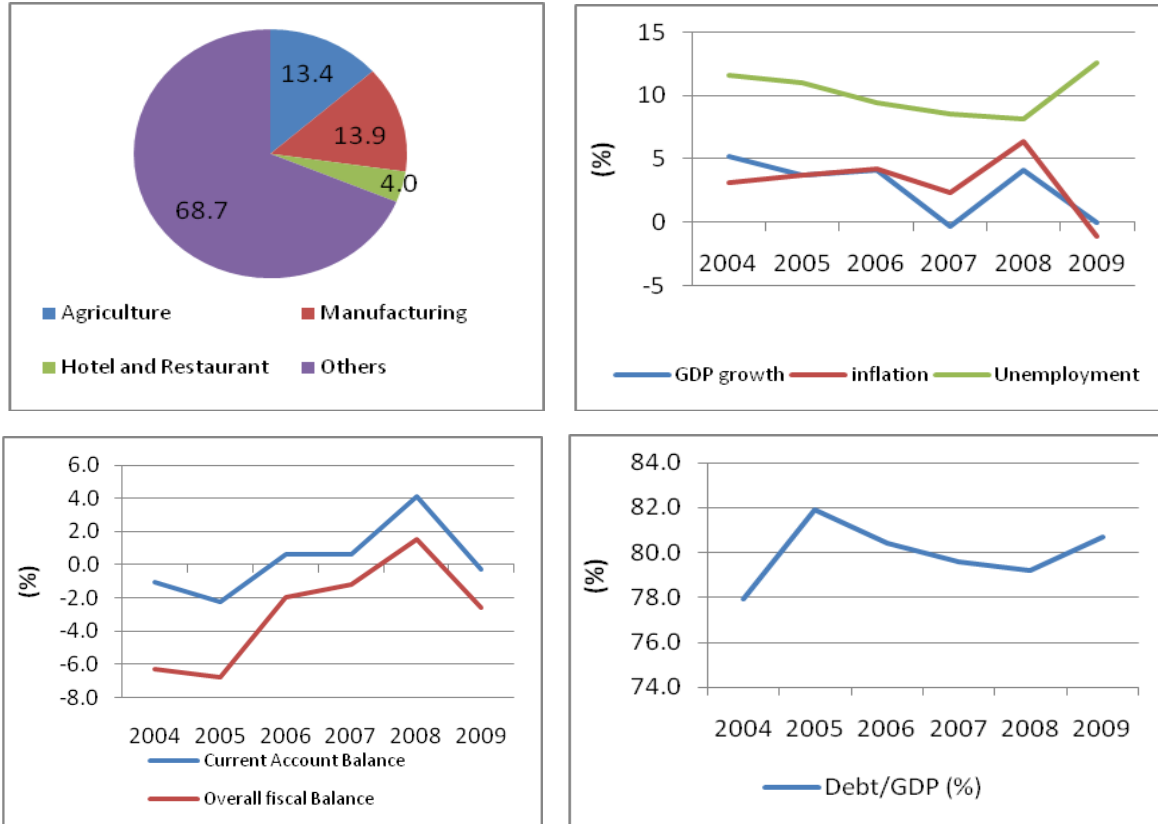 13.4
13.9
4.0
68.7
Agriculture Manufacturing
Hotel and Restaurant Others
15
10
5
0
-5
(%)
2004 2005 2006 2007 2008 2009
GDP growth inflation Unemployment
6.0
4.0
2.0
0.0
-2.0
-4.0
-6.0
-8.0
(%)
2004 2005 2006 2007 2008 2009
Current Account Balance
Overall fiscal Balance
84.0
82.0
80.0
78.0
76.0
74.0
(%)
2004 2005 2006 2007 2008 2009
Debt/GDP (%)